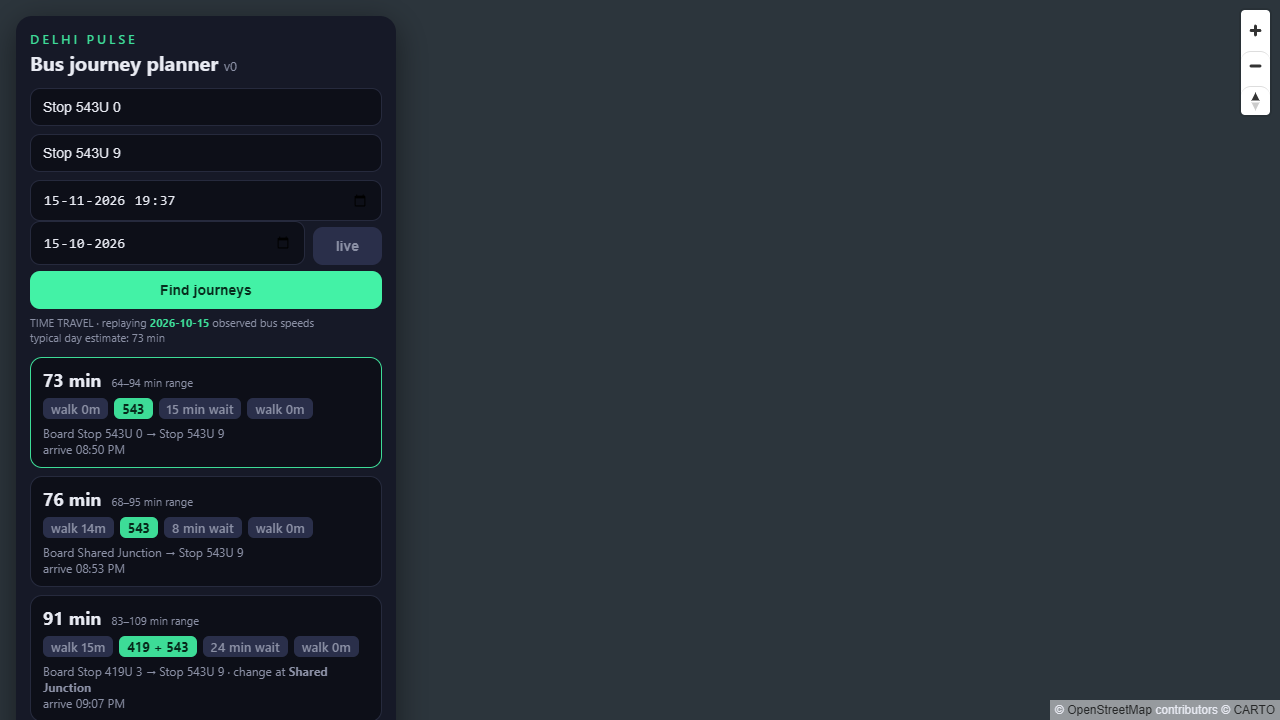 DELHI PULSE
Bus journey planner v0
Stop 543U 0
Stop 543U 9
15-11-2026 19:37
15-10-2026
live
Find journeys
TIME TRAVEL · replaying 2026-10-15 observed bus speeds
typical day estimate: 73 min
73 min 64–94 min range
walk 0m 543 15 min wait walk 0m
Board Stop 543U 0 → Stop 543U 9
arrive 08:50 PM
76 min 68–95 min range
walk 14m 543 8 min wait walk 0m
Board Shared Junction → Stop 543U 9
arrive 08:53 PM
91 min 83–109 min range
walk 15m 419 + 543 24 min wait walk 0m
Board Stop 419U 3 → Stop 543U 9 · change at Shared
Junction
arrive 09:07 PM
© OpenStreetMap contributors © CARTO